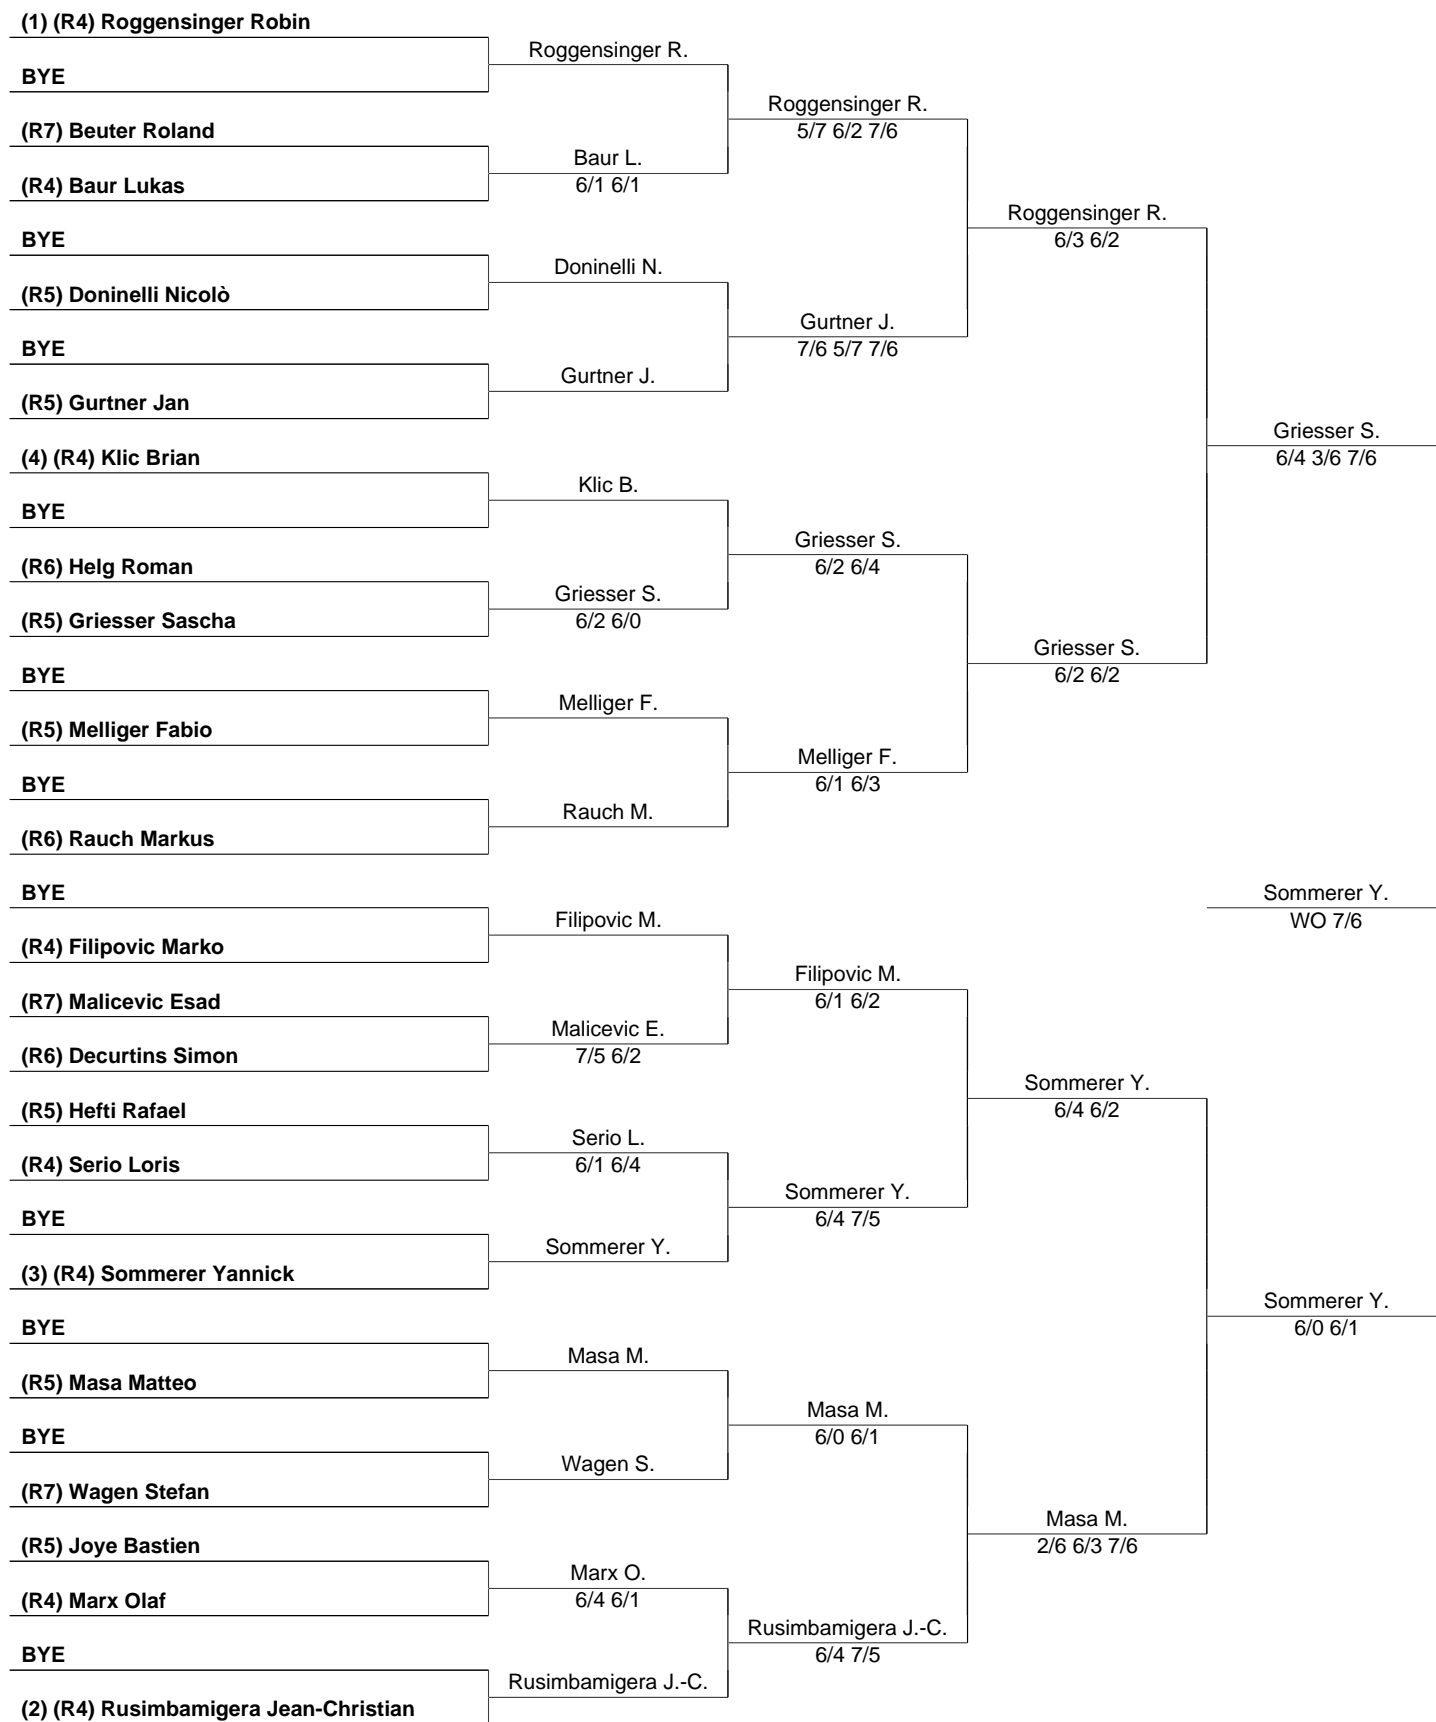 (1) (R4) Roggensinger Robin
Roggensinger R.
BYE
Roggensinger R.
5/7 6/2 7/6
(R7) Beuter Roland
Baur L.
6/1 6/1
(R4) Baur Lukas
Roggensinger R.
6/3 6/2
BYE
Doninelli N.
(R5) Doninelli Nicolò
Gurtner J.
7/6 5/7 7/6
BYE
Gurtner J.
(R5) Gurtner Jan
Griesser S.
6/4 3/6 7/6
(4) (R4) Klic Brian
Klic B.
BYE
Griesser S.
6/2 6/4
(R6) Helg Roman
Griesser S.
6/2 6/0
(R5) Griesser Sascha
Griesser S.
6/2 6/2
BYE
Melliger F.
(R5) Melliger Fabio
Melliger F.
6/1 6/3
BYE
Rauch M.
(R6) Rauch Markus
BYE
Sommerer Y.
WO 7/6
Filipovic M.
(R4) Filipovic Marko
Filipovic M.
6/1 6/2
(R7) Malicevic Esad
Malicevic E.
7/5 6/2
(R6) Decurtins Simon
Sommerer Y.
6/4 6/2
(R5) Hefti Rafael
Serio L.
6/1 6/4
(R4) Serio Loris
Sommerer Y.
6/4 7/5
BYE
Sommerer Y.
(3) (R4) Sommerer Yannick
Sommerer Y.
6/0 6/1
BYE
Masa M.
(R5) Masa Matteo
Masa M.
6/0 6/1
BYE
Wagen S.
(R7) Wagen Stefan
Masa M.
2/6 6/3 7/6
(R5) Joye Bastien
Marx O.
6/4 6/1
(R4) Marx Olaf
Rusimbamigera J.-C.
6/4 7/5
BYE
Rusimbamigera J.-C.
(2) (R4) Rusimbamigera Jean-Christian